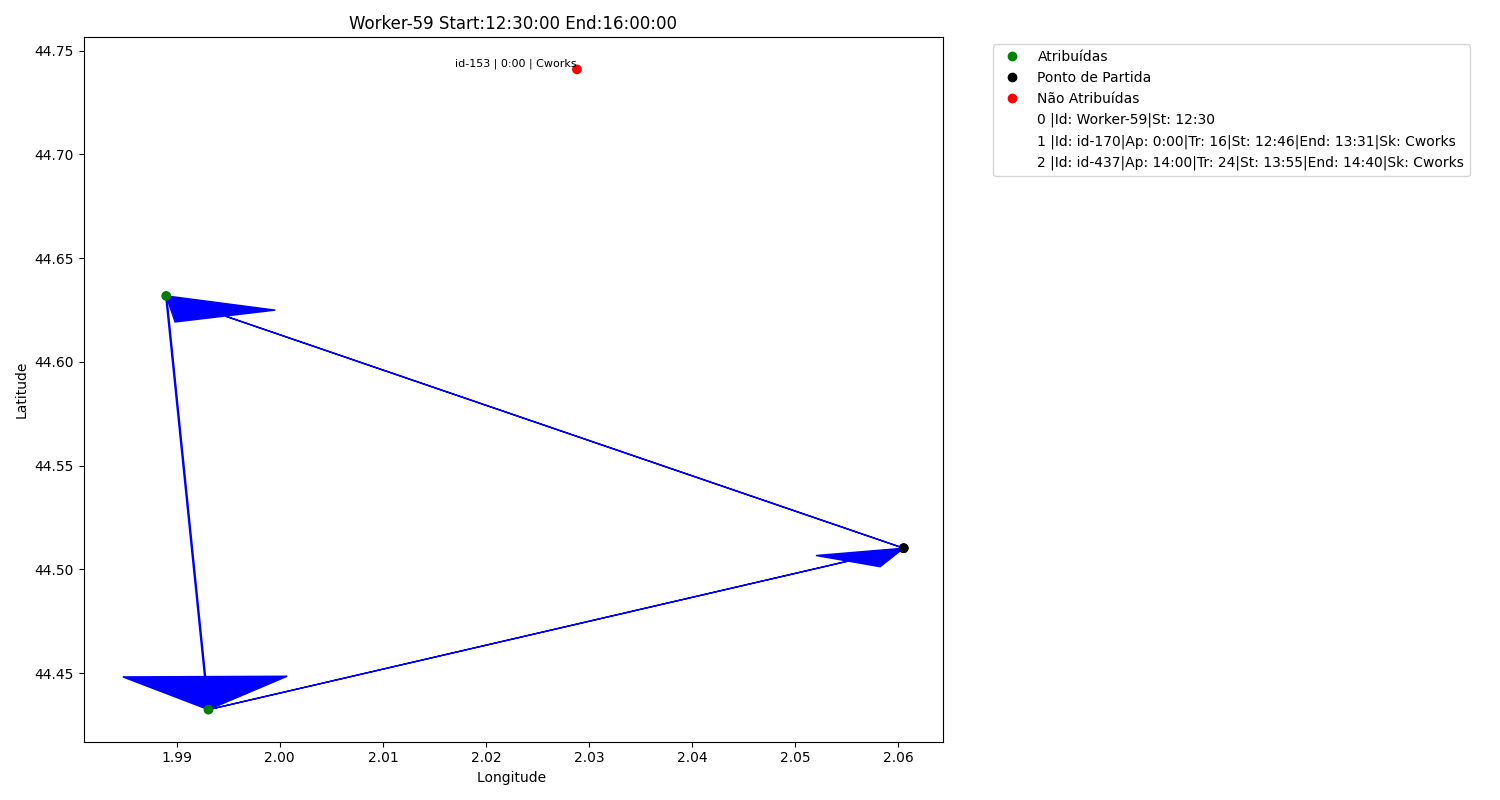 Worker-59 Start:12:30:00 End:16:00:00
44.75
44.70
44.65
44.60
44.55
44.50
44.45
Latitude
id-153 | 0:00 | Cworks
1.99
2.00
2.01
2.02
2.03
2.04
2.05
2.06
Longitude
Atribuídas
Ponto de Partida
Não Atribuídas
0 |Id: Worker-59|St: 12:30
1 |Id: id-170|Ap: 0:00|Tr: 16|St: 12:46|End: 13:31|Sk: Cworks
2 |Id: id-437|Ap: 14:00|Tr: 24|St: 13:55|End: 14:40|Sk: Cworks